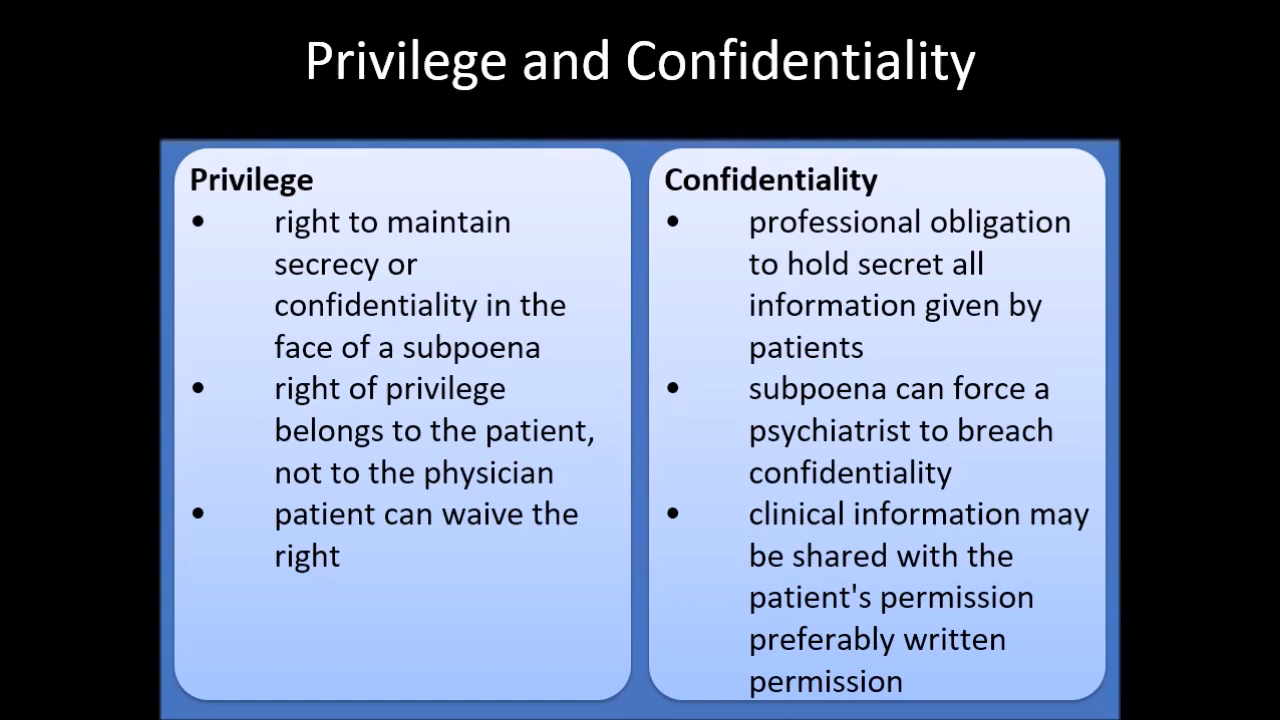 Privilege and Confidentiality
Privilege
• right to maintain
secrecy or
confidentiality in the
face of a subpoena
• right of privilege
belongs to the patient,
not to the physician
• patient can waive the
right
Confidentiality
• professional obligation
to hold secret all
information given by
patients
• subpoena can force a
psychiatrist to breach
confidentiality
• clinical information may
be shared with the
patient's permission
preferably written
permission